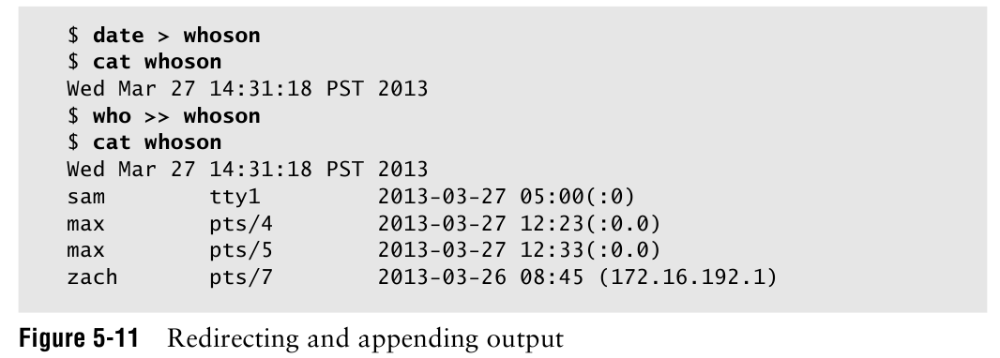 $ date > whoson
$ cat whoson
Wed Mar 27 14:31:18 PST 2013
$ who >> whoson
$ cat whoson
Wed Mar 27 14:31:18 PST 2013
sam        tty1         2013-03-27 05:00(:0)
max        pts/4        2013-03-27 12:23(:0.0)
max        pts/5        2013-03-27 12:33(:0.0)
zach       pts/7        2013-03-26 08:45 (172.16.192.1)
Figure 5-11 Redirecting and appending output